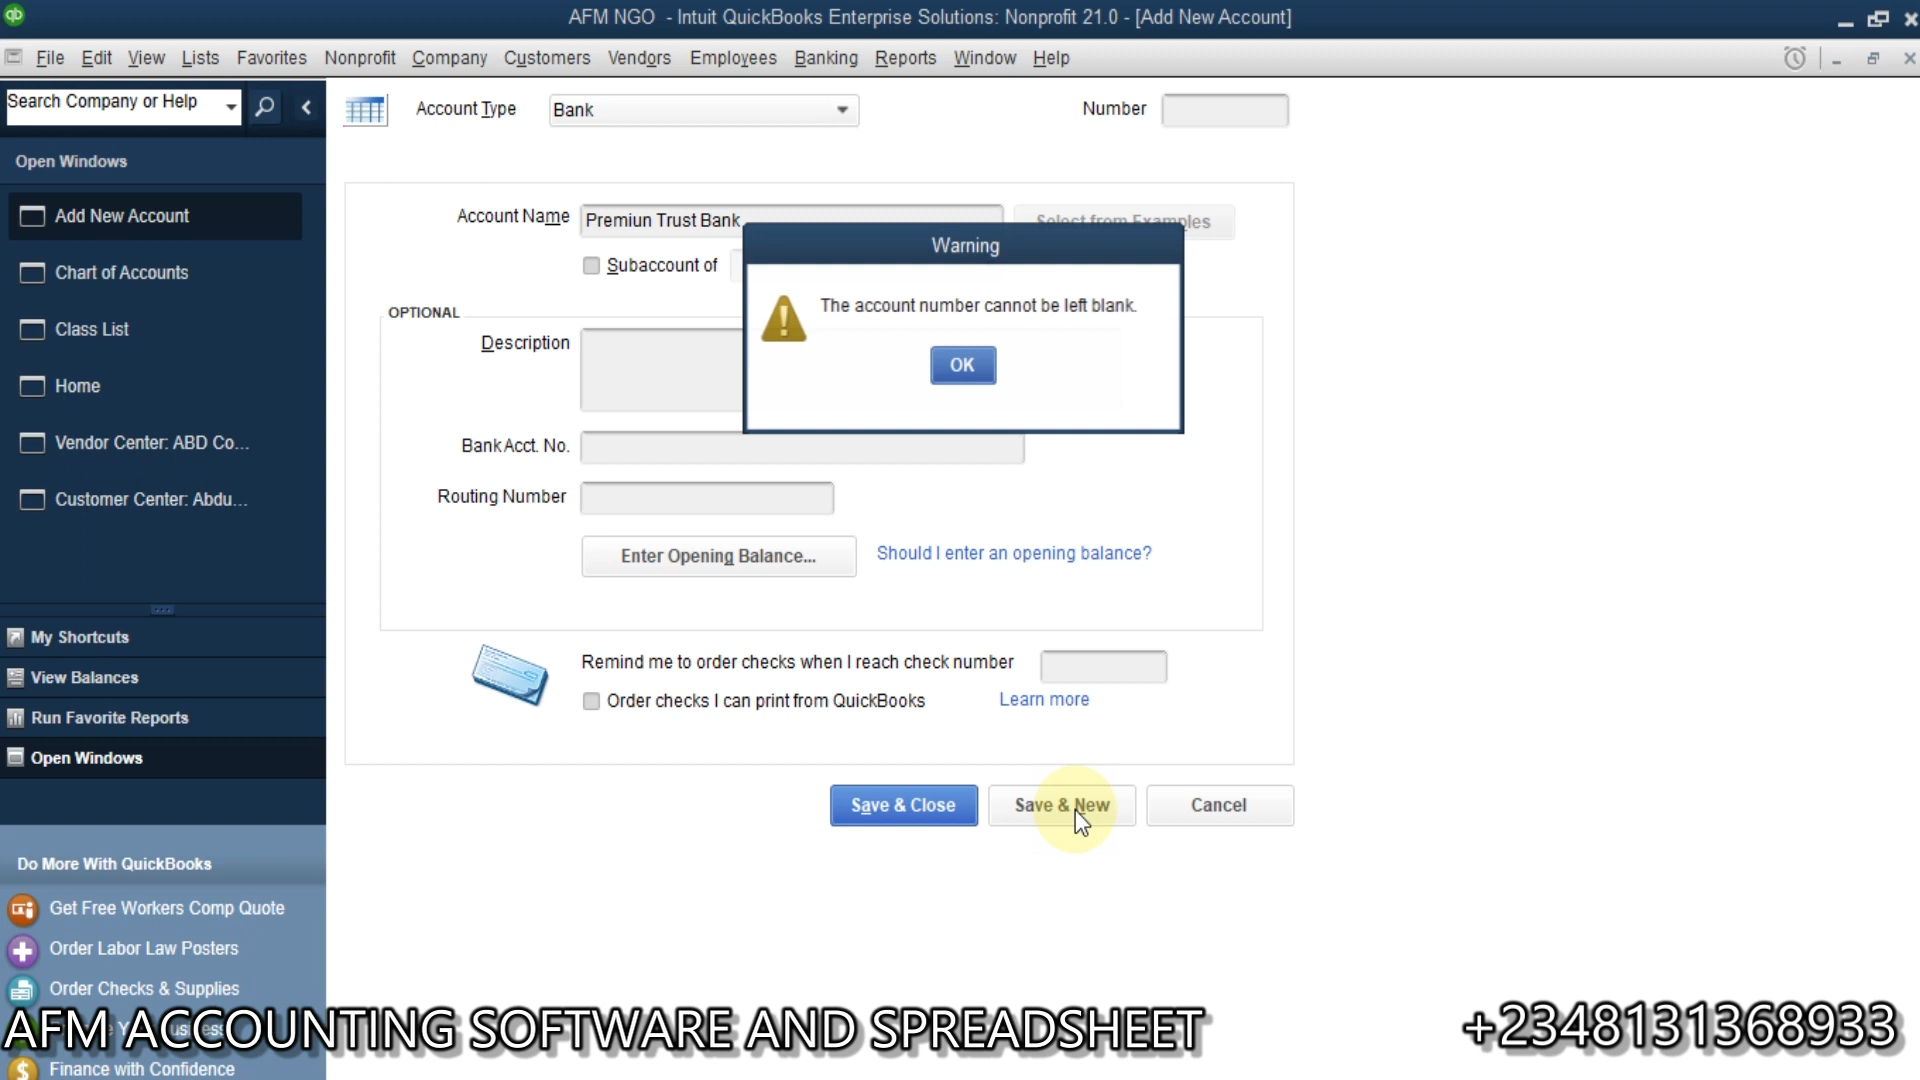 AFM NGO - Intuit QuickBooks Enterprise Solutions: Nonprofit 21.0 - [Add New Account]
File Edit View Lists Favorites Nonprofit Company Customers Vendors Employees Banking Reports Window Help
Search Company or Help
Account Type Bank Number
Open Windows
Add New Account
Chart of Accounts
Class List
Home
Vendor Center: ABD Co...
Customer Center: Abdu...
Account Name Premiun Trust Bank Select from Examples
Subaccount of
Warning
The account number cannot be left blank.
OK
OPTIONAL
Description
Bank Acct. No.
Routing Number
Enter Opening Balance... Should I enter an opening balance?
Remind me to order checks when I reach check number
Order checks I can print from QuickBooks Learn more
Save & Close Save & New Cancel
My Shortcuts
View Balances
Run Favorite Reports
Open Windows
Do More With QuickBooks
Get Free Workers Comp Quote
Order Labor Law Posters
Order Checks & Supplies
AFM ACCOUNTING SOFTWARE AND SPREADSHEET +2348131368933
Finance with Confidence